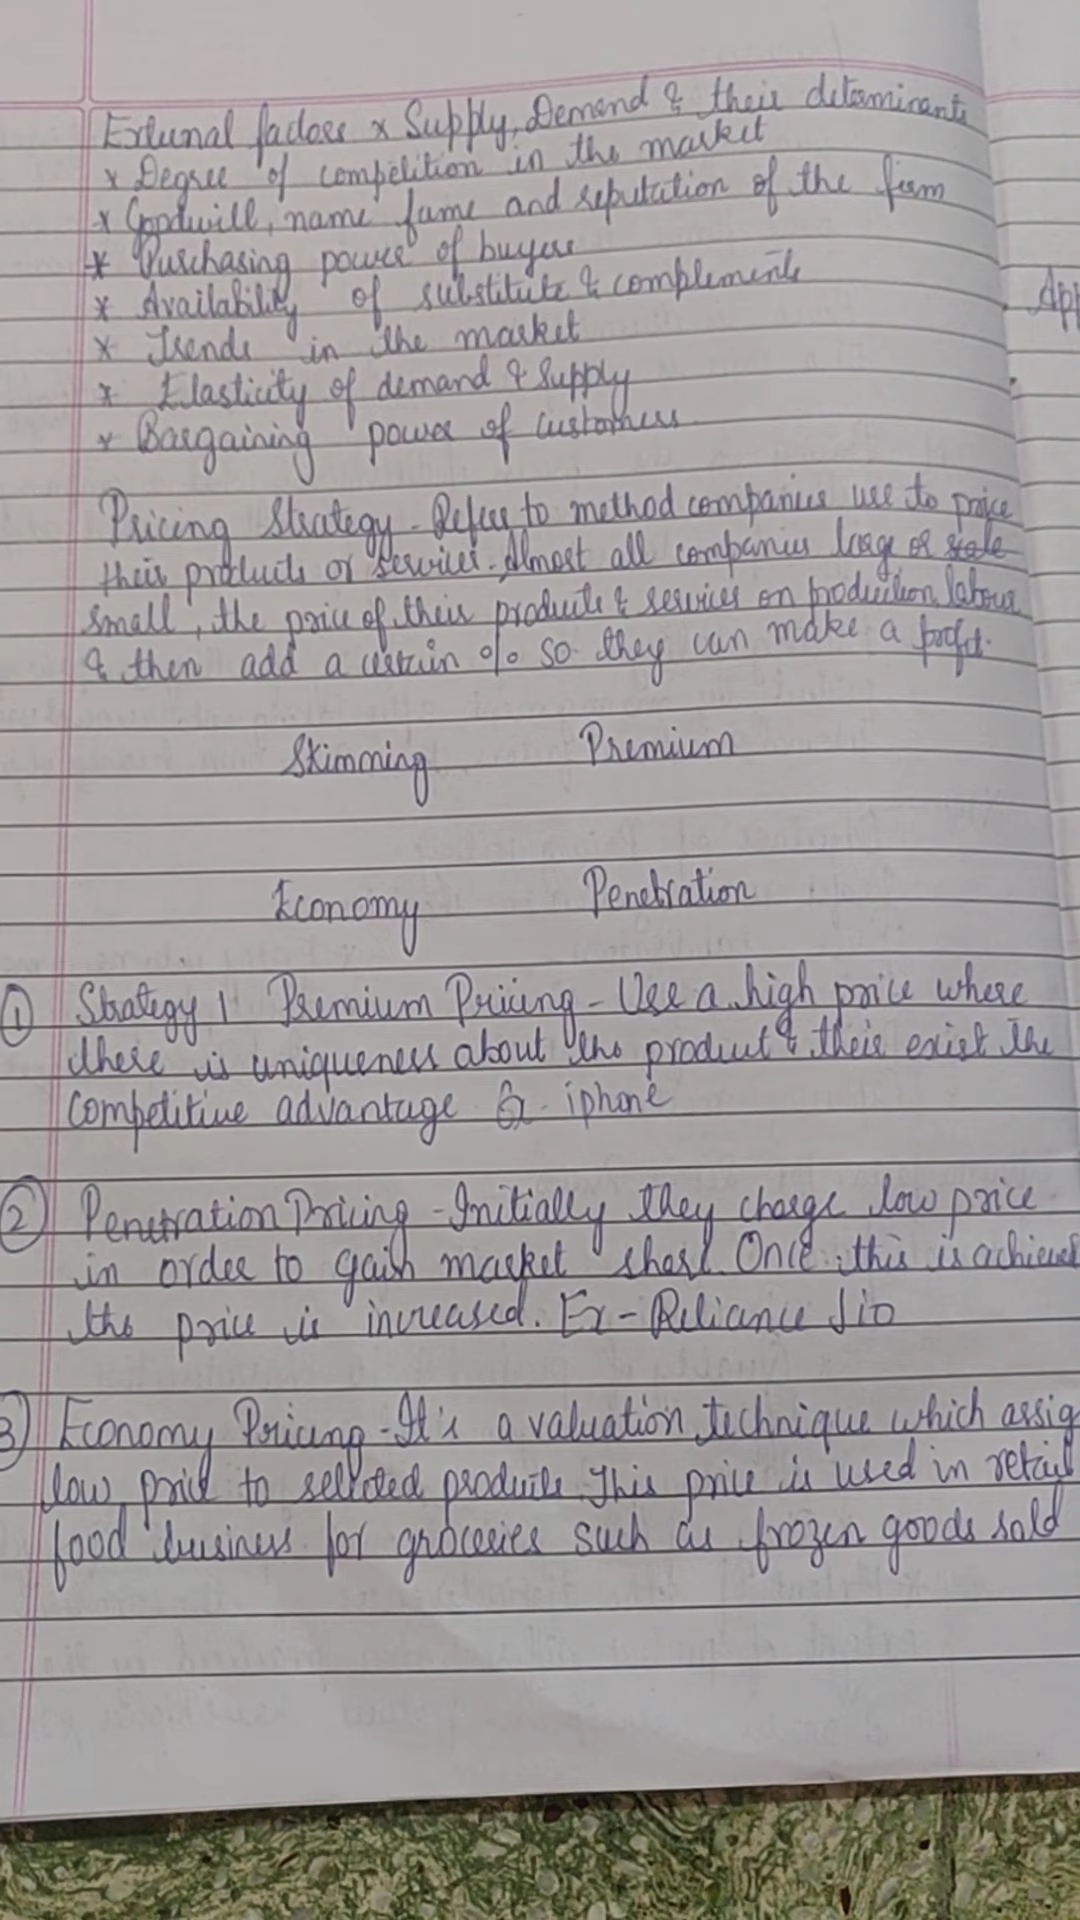 External factors x Supply, Demand & their determinants
x Degree of competition in the market
x Goodwill, name fame and reputation of the firm
* Purchasing power of buyers
* Availability of substitute & complements
x Trends in the market
* Elasticity of demand & supply
x Bargaining power of customers
Pricing Strategy - Refers to method companies use to price
their products or services. Almost all companies large or
small, the price of their products & services on production, labour
& then add a certain % so they can make a profit.
Skimming Premium
Economy Penetration
① Strategy 1 Premium Pricing - Use a high price where
there is uniqueness about the product & their exist the
competitive advantage Ex. iphone
② Penetration Pricing - Initially they charge low price
in order to gain market share. Once this is achieved
the price is increased. Ex - Reliance Jio
3 Economy Pricing - It is a valuation technique which assig
low price to selected products. This price is used in retail
food business for groceries such as frozen goods sold